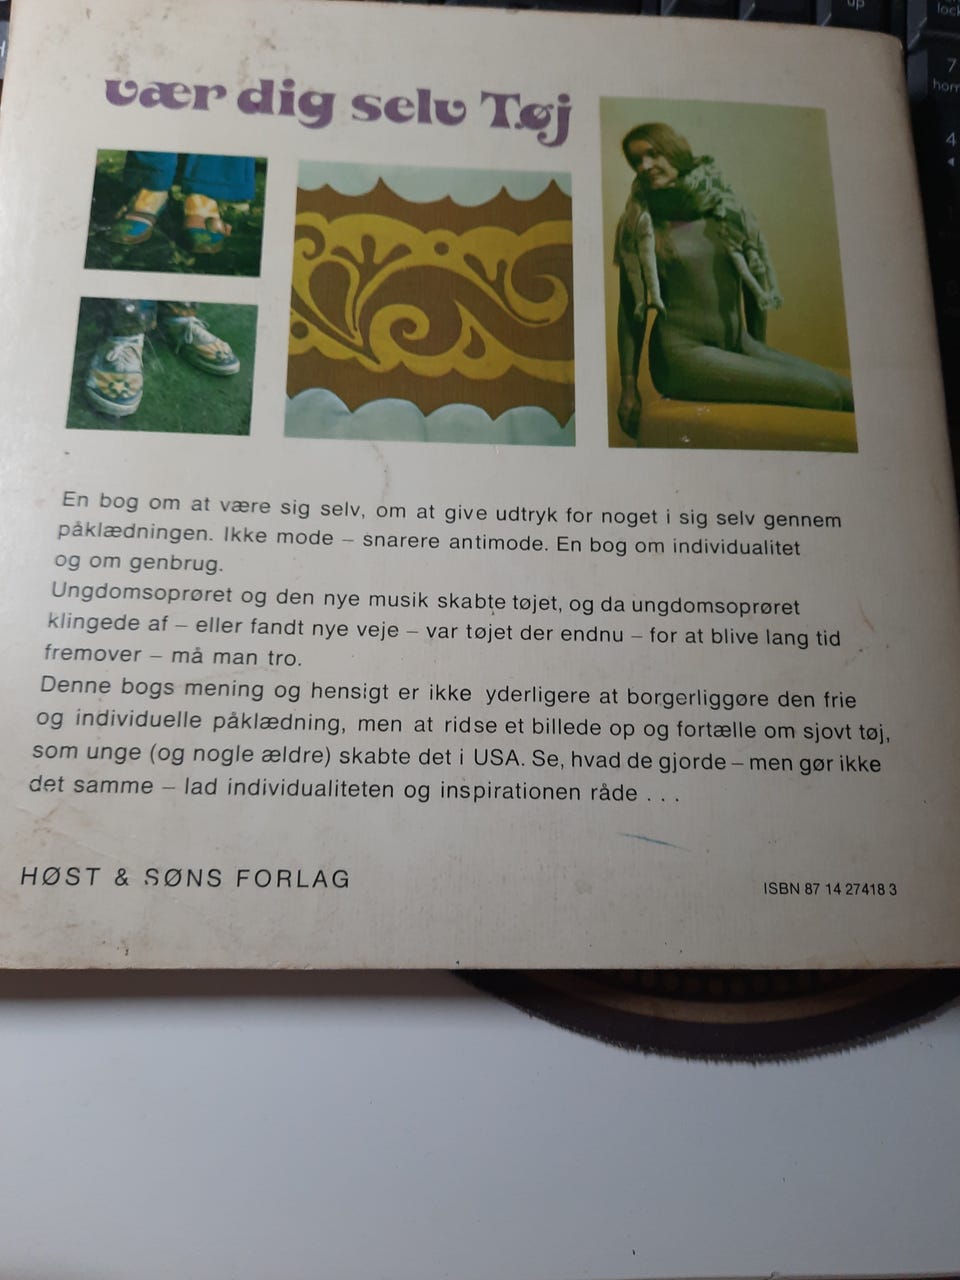 up
lock
7
home
4
vær dig selv Tøj
En bog om at være sig selv, om at give udtryk for noget i sig selv gennem
påklædningen. Ikke mode – snarere antimode. En bog om individualitet
og om genbrug.
Ungdomsoprøret og den nye musik skabte tøjet, og da ungdomsoprøret
klingede af – eller fandt nye veje – var tøjet der endnu – for at blive lang tid
fremover – må man tro.
Denne bogs mening og hensigt er ikke yderligere at borgerliggøre den frie
og individuelle påklædning, men at ridse et billede op og fortælle om sjovt tøj,
som unge (og nogle ældre) skabte det i USA. Se, hvad de gjorde – men gør ikke
det samme – lad individualiteten og inspirationen råde . . .
HØST & SØNS FORLAG
ISBN 87 14 27418 3